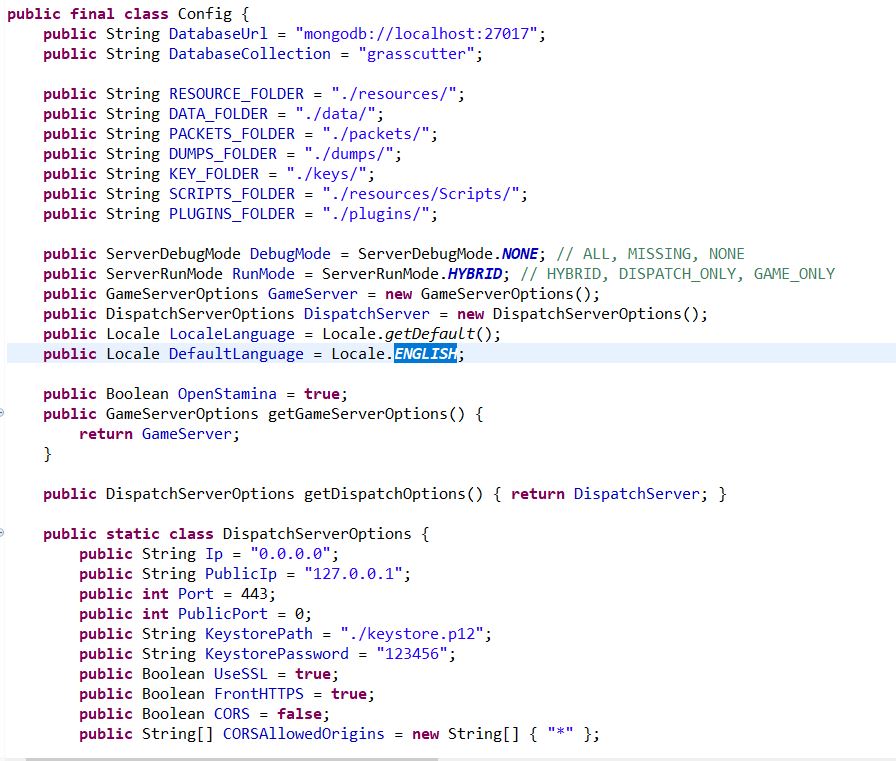 public final class Config {
public String DatabaseUrl = "mongodb://localhost:27017";
public String DatabaseCollection = "grasscutter";
public String RESOURCE_FOLDER = "./resources/";
public String DATA_FOLDER = "./data/";
public String PACKETS_FOLDER = "./packets/";
public String DUMPS_FOLDER = "./dumps/";
public String KEY_FOLDER = "./keys/";
public String SCRIPTS_FOLDER = "./resources/Scripts/";
public String PLUGINS_FOLDER = "./plugins/";
public ServerDebugMode DebugMode = ServerDebugMode.NONE; // ALL, MISSING, NONE
public ServerRunMode RunMode = ServerRunMode.HYBRID; // HYBRID, DISPATCH_ONLY, GAME_ONLY
public GameServerOptions GameServer = new GameServerOptions();
public DispatchServerOptions DispatchServer = new DispatchServerOptions();
public Locale LocaleLanguage = Locale.getDefault();
public Locale DefaultLanguage = Locale.ENGLISH;
public Boolean OpenStamina = true;
public GameServerOptions getGameServerOptions() {
return GameServer;
}
public DispatchServerOptions getDispatchOptions() { return DispatchServer; }
public static class DispatchServerOptions {
public String Ip = "0.0.0.0";
public String PublicIp = "127.0.0.1";
public int Port = 443;
public int PublicPort = 0;
public String KeystorePath = "./keystore.p12";
public String KeystorePassword = "123456";
public Boolean UseSSL = true;
public Boolean FrontHTTPS = true;
public Boolean CORS = false;
public String[] CORSAllowedOrigins = new String[] { "*" };